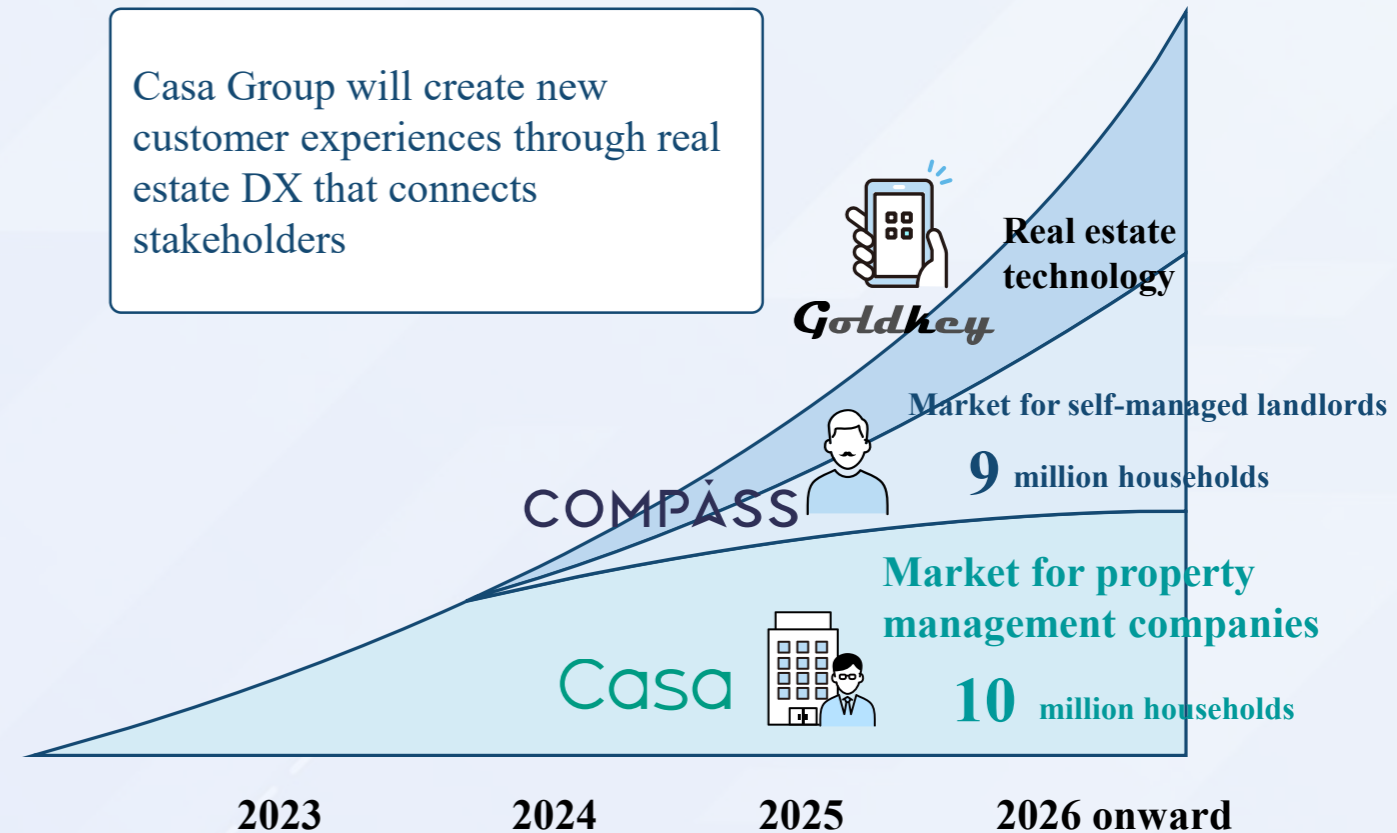 Casa Group will create new
customer experiences through real
estate DX that connects
stakeholders
Real estate
technology
Goldkey
Market for self-managed landlords
9 million households
COMPASS
Market for property
management companies
Casa
10 million households
2023 2024 2025 2026 onward